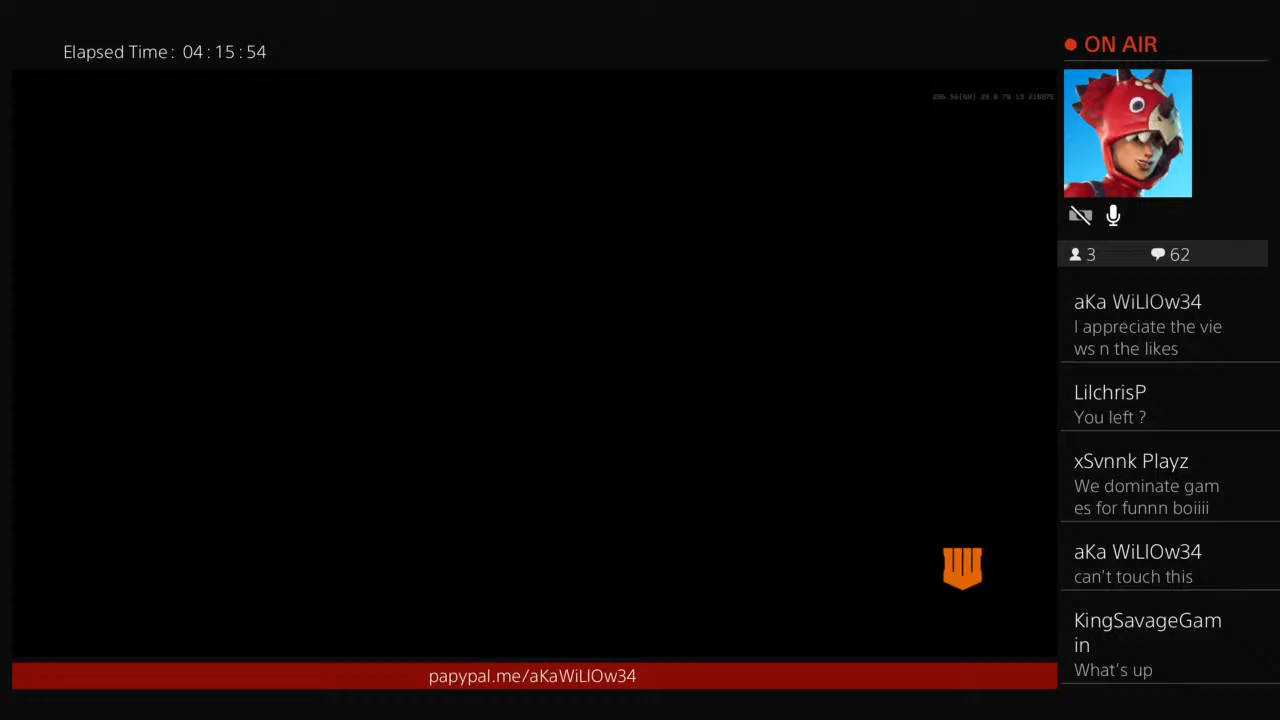 Elapsed Time: 04:15:54
ON AIR
3 62
aKa WiLlOw34
I appreciate the vie
ws n the likes
LilchrisP
You left ?
xSvnnk Playz
We dominate gam
es for funnn boiiii
aKa WiLlOw34
can't touch this
KingSavageGam
in
What's up
papypal.me/aKaWiLlOw34